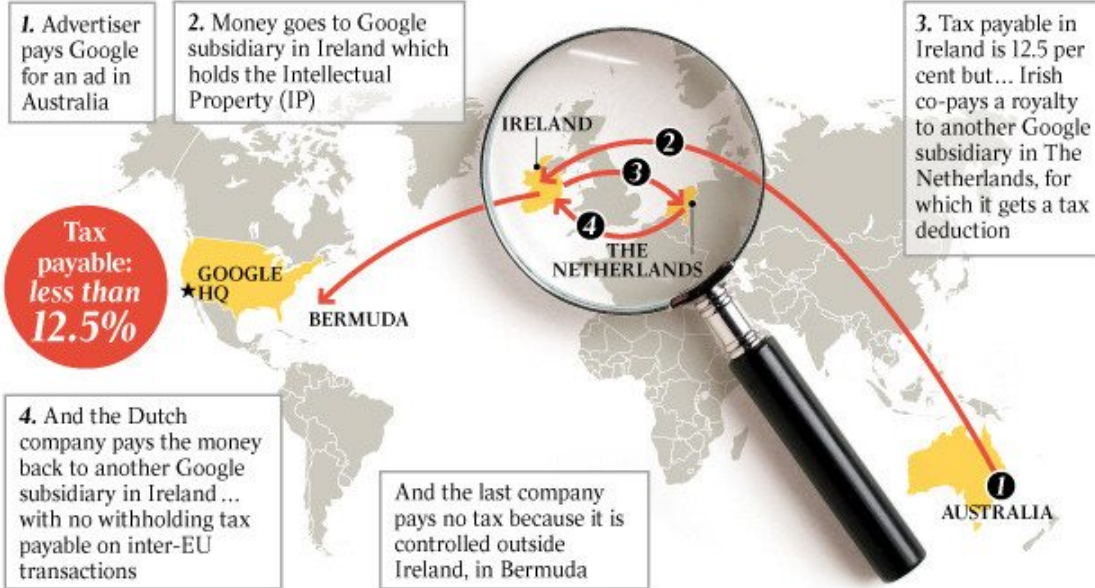 1. Advertiser
pays Google
for an ad in
Australia
2. Money goes to Google
subsidiary in Ireland which
holds the Intellectual
Property (IP)
3. Tax payable in
Ireland is 12.5 per
cent but... Irish
co-pays a royalty
to another Google
subsidiary in The
Netherlands, for
which it gets a tax
deduction
IRELAND
2
3
4
THE
NETHERLANDS
Tax
payable:
less than
12.5%
GOOGLE
HQ
BERMUDA
4. And the Dutch
company pays the money
back to another Google
subsidiary in Ireland ...
with no withholding tax
payable on inter-EU
transactions
And the last company
pays no tax because it is
controlled outside
Ireland, in Bermuda
1
AUSTRALIA